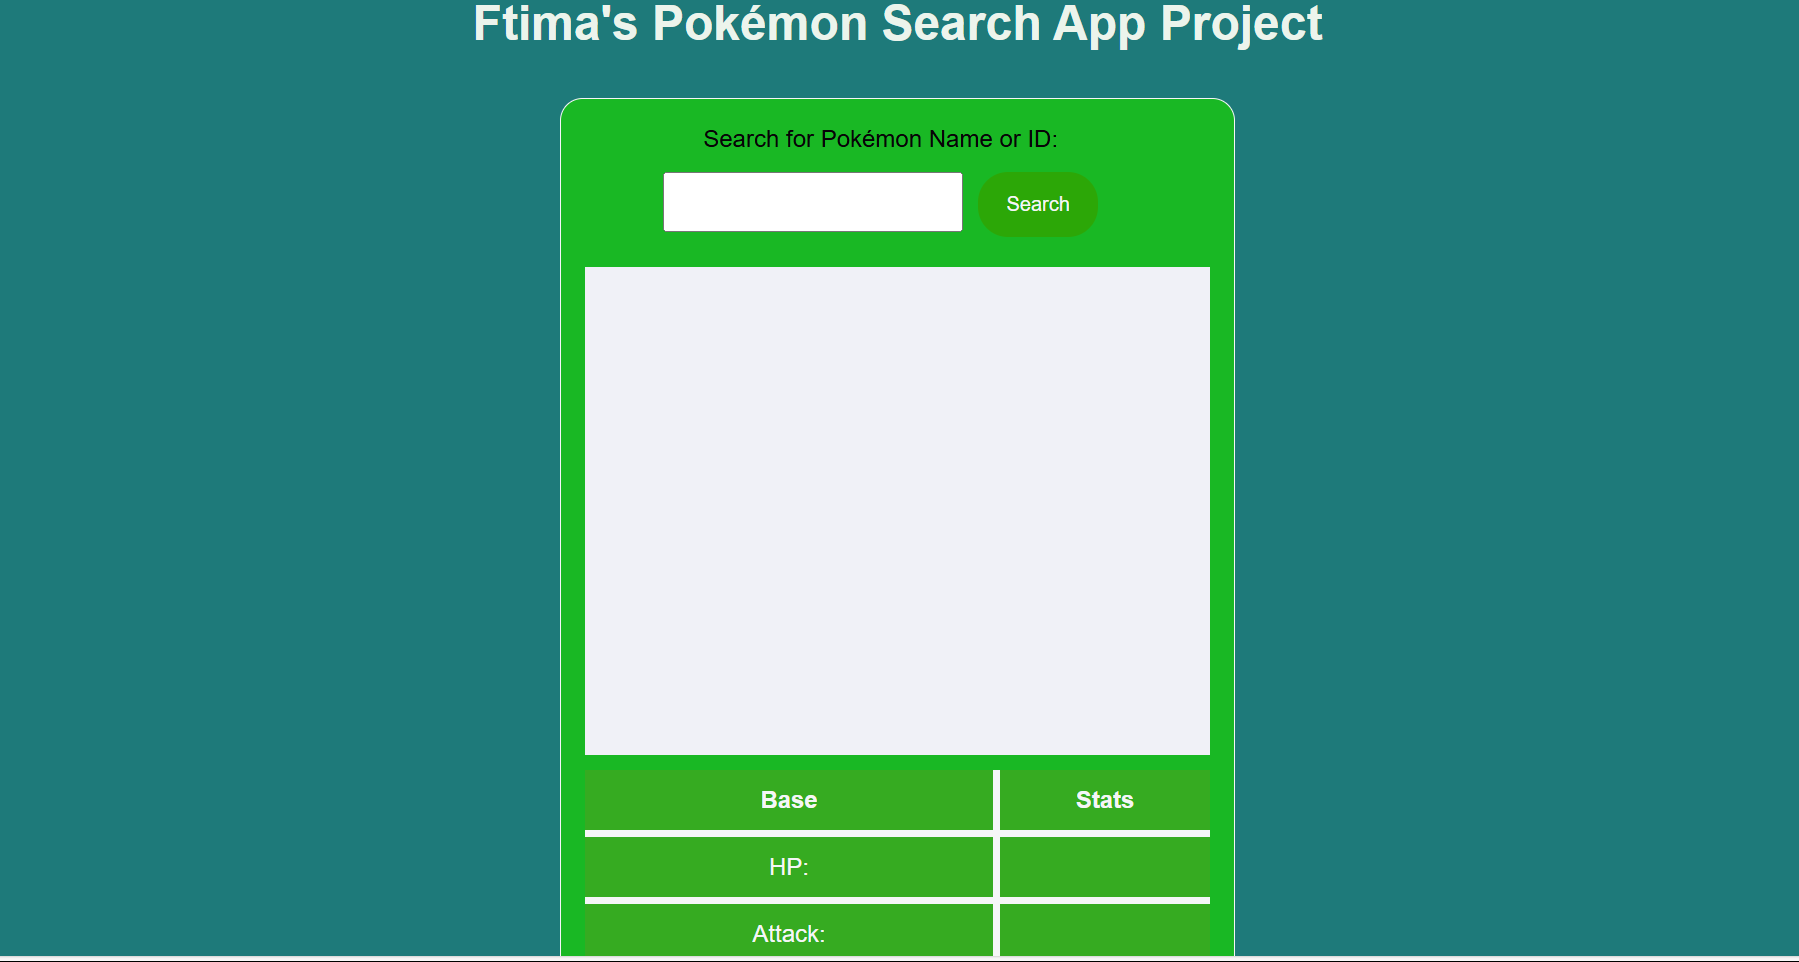 Ftima's Pokémon Search App Project
Search for Pokémon Name or ID:
Search
Base Stats
HP:
Attack: